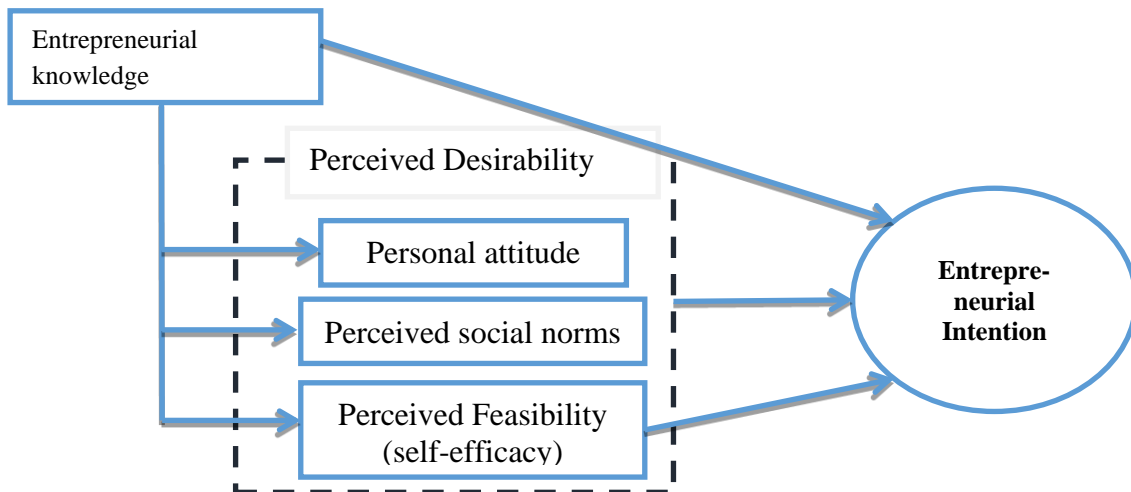 Entrepreneurial
knowledge
Perceived Desirability
Personal attitude
Perceived social norms
Perceived Feasibility
(self-efficacy)
Entrepre-
neurial
Intention